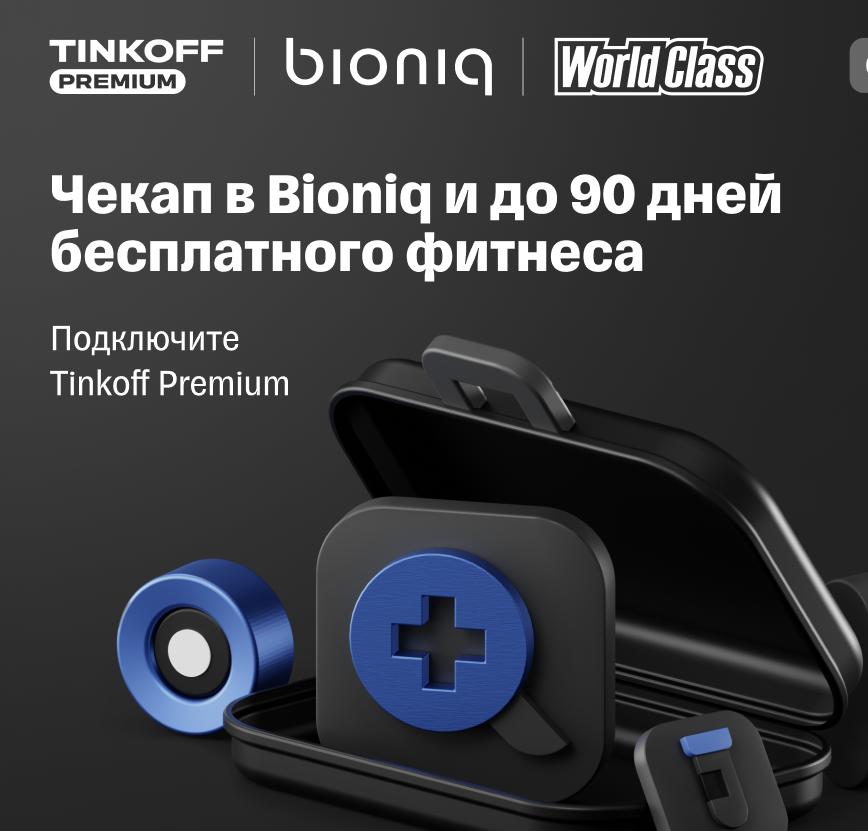 TINKOFF
PREMIUM
bioniq
World Class
Чекап в Bioniq и до 90 дней
бесплатного фитнеса
Подключите
Tinkoff Premium